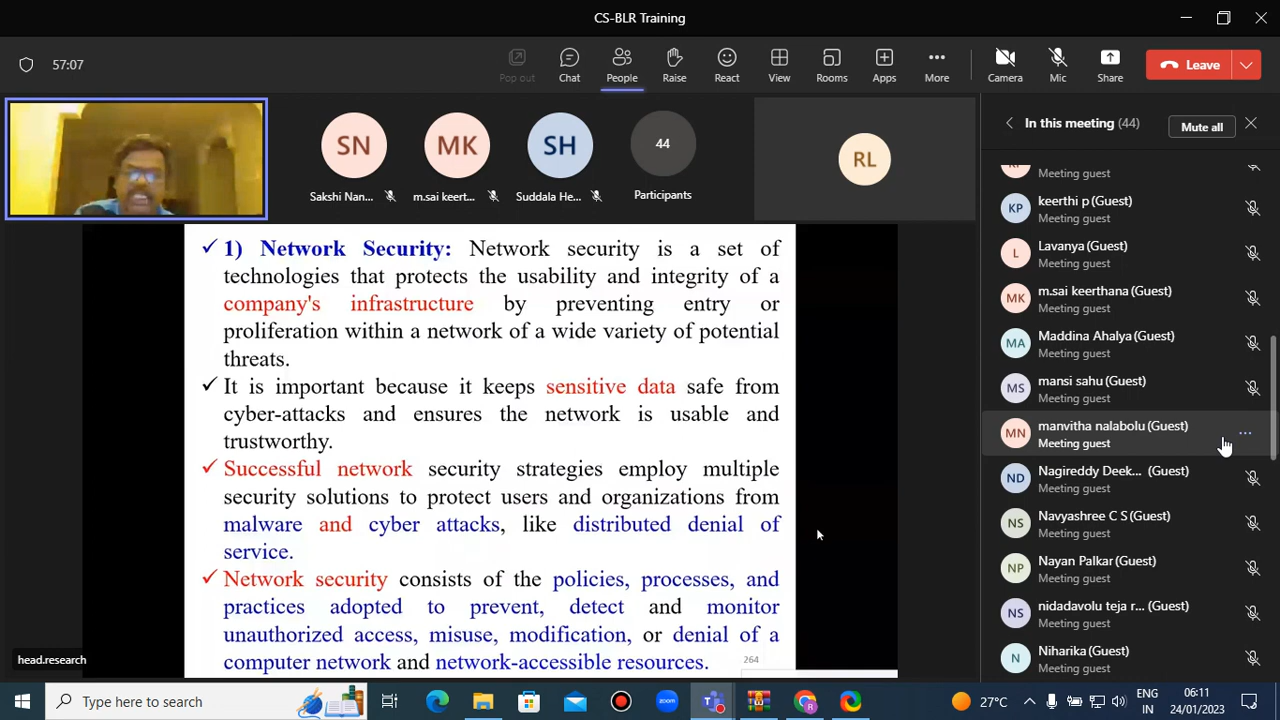 CS-BLR Training
57:07
Pop out
Chat
People
Raise
React
View
Rooms
Apps
More
Camera
Mic
Share
Leave
SN
MK
SH
44
RL
Sakshi Nan...
m.sai keert...
Suddala He...
Participants
In this meeting (44)
Mute all
Meeting guest
KP
keerthi p(Guest)
Meeting guest
L
Lavanya (Guest)
Meeting guest
MK
m.sai keerthana (Guest)
Meeting guest
MA
Maddina Ahalya(Guest)
Meeting guest
MS
mansi sahu (Guest)
Meeting guest
MN
manvitha nalabolu (Guest)
Meeting guest
ND
Nagireddy Deek... (Guest)
Meeting guest
NS
Navyashree C S (Guest)
Meeting guest
NP
Nayan Palkar(Guest)
Meeting guest
NS
nidadavolu teja r... (Guest)
Meeting guest
N
Niharika (Guest)
Meeting guest
✓ 1) Network Security: Network security is a set of
technologies that protects the usability and integrity of a
company's infrastructure by preventing entry or
proliferation within a network of a wide variety of potential
threats.
✓ It is important because it keeps sensitive data safe from
cyber-attacks and ensures the network is usable and
trustworthy.
✓ Successful network security strategies employ multiple
security solutions to protect users and organizations from
malware and cyber attacks, like distributed denial of
service.
✓ Network security consists of the policies, processes, and
practices adopted to prevent, detect and monitor
unauthorized access, misuse, modification, or denial of a
computer network and network-accessible resources.
264
head.research
Type here to search
zoom
27°C
ENG
IN
06:11
24/01/2023